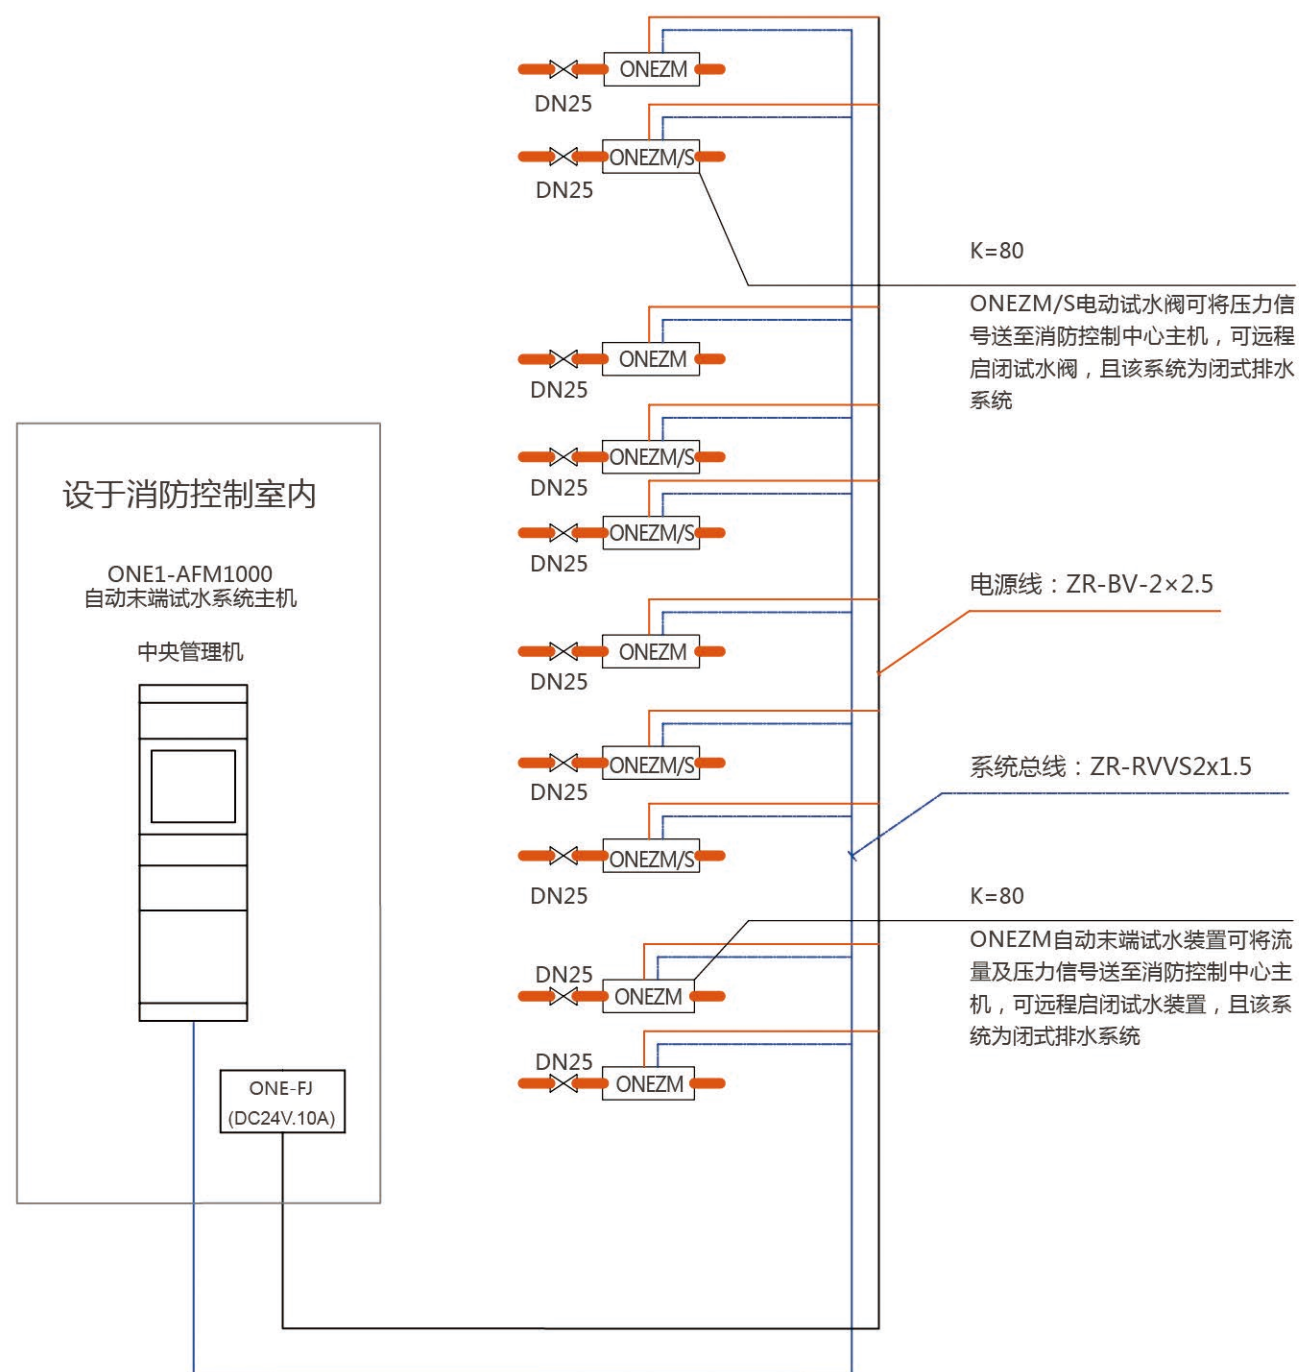 ONEZM
DN25
ONEZM/S
DN25
K=80
ONEZM/S电动试水阀可将压力信
号送至消防控制中心主机，可远程
启闭试水阀，且该系统为闭式排水
系统
ONEZM
DN25
ONEZM/S
DN25
ONEZM/S
DN25
设于消防控制室内
ONE1-AFM1000
自动末端试水系统主机
中央管理机
电源线：ZR-BV-2×2.5
ONEZM
DN25
ONEZM/S
DN25
系统总线：ZR-RVVS2x1.5
ONEZM/S
DN25
K=80
ONEZM自动末端试水装置可将流
量及压力信号送至消防控制中心主
机，可远程启闭试水装置，且该系
统为闭式排水系统
DN25
ONEZM
DN25
ONEZM
ONE-FJ
(DC24V.10A)